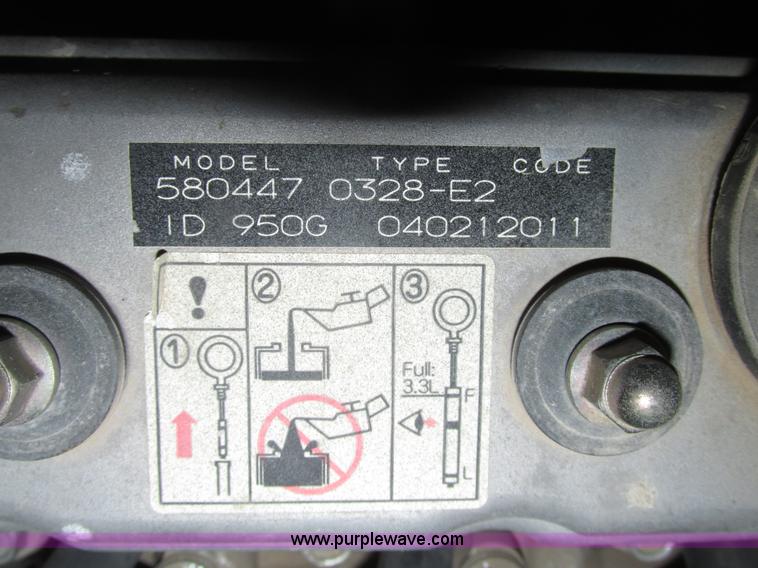 MODEL TYPE CODE
580447 0328-E2
ID 950G 040212011
!
1
2
3
Full:
3.3L
F
L
www.purplewave.com